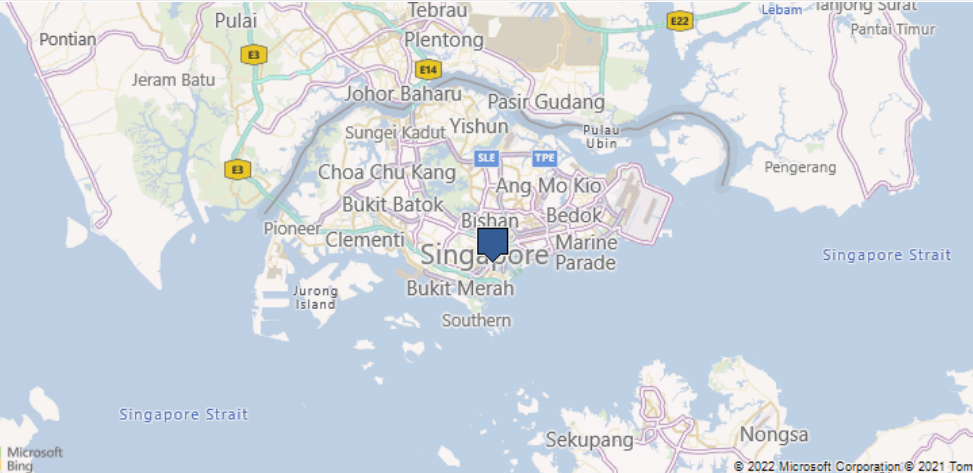 Tebrau
Lebam
Tanjong Surat
Pulai
E22
Pontian
Plentong
Pantai Timur
E3
E14
Jeram Batu
Johor Baharu
Pasir Gudang
Sungei Kadut
Yishun
Pulau
Ubin
SLE
TPE
E3
Choa Chu Kang
Pengerang
Ang Mo Kio
Bukit Batok
Bishan
Bedok
Pioneer
Clementi
Marine
Parade
Singapore
Singapore Strait
Bukit Merah
Jurong
Island
Southern
Singapore Strait
Sekupang
Nongsa
Microsoft
Bing
© 2022 Microsoft Corporation © 2021 Tom